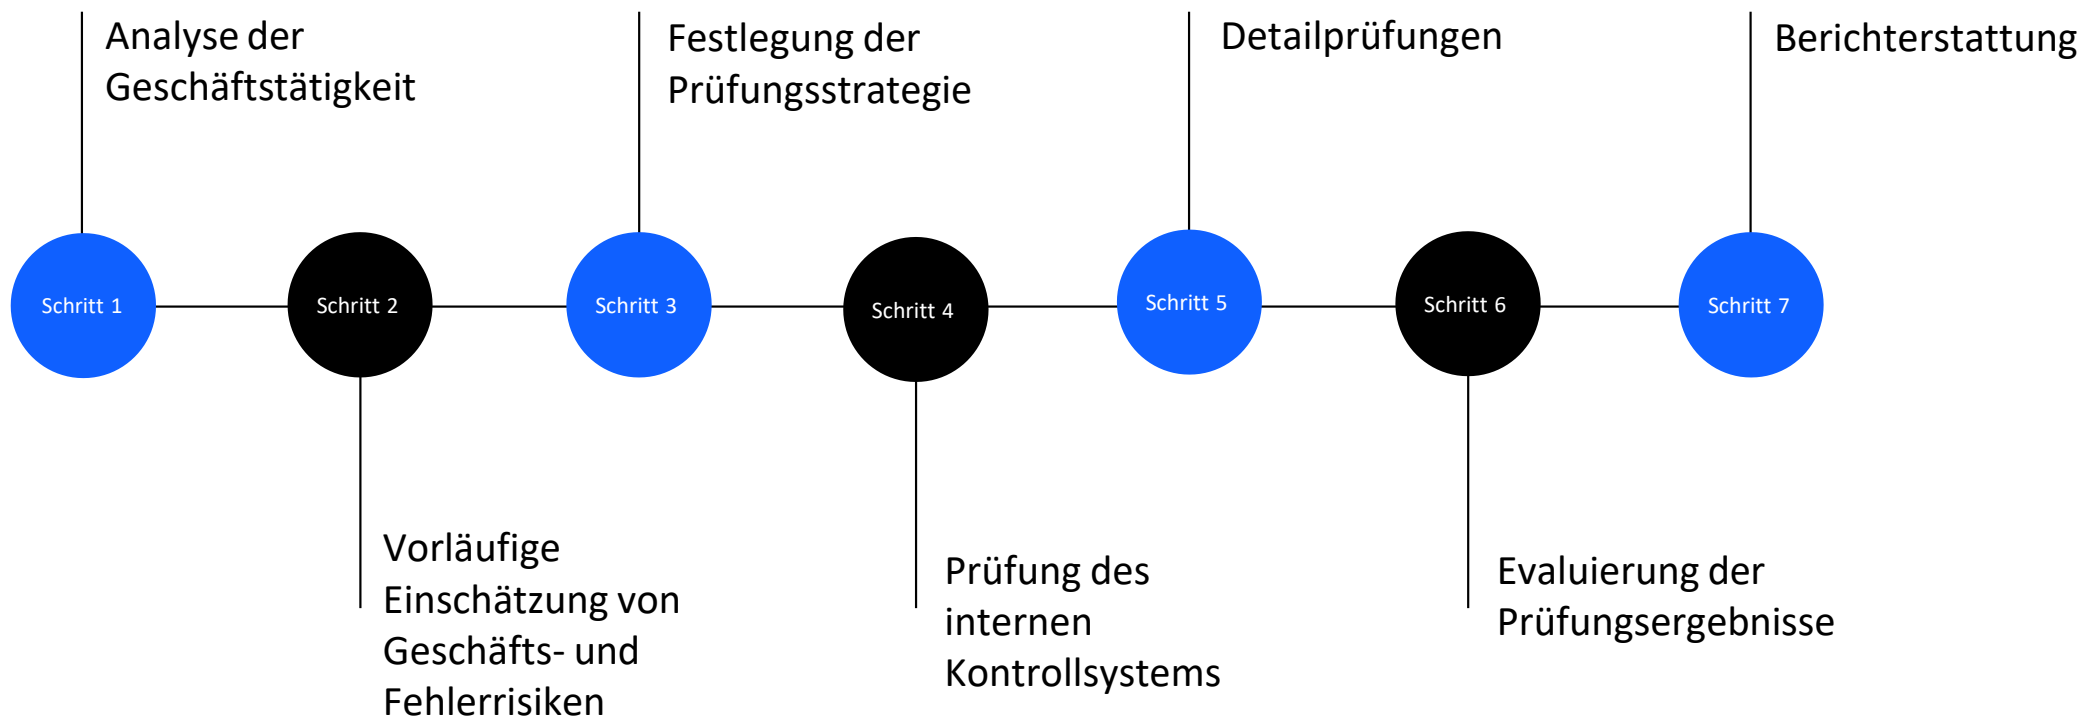 Analyse der
Geschäftstätigkeit
Festlegung der
Prüfungsstrategie
Detailprüfungen
Berichterstattung
Schritt 1
Schritt 2
Schritt 3
Schritt 4
Schritt 5
Schritt 6
Schritt 7
Vorläufige
Einschätzung von
Geschäfts- und
Fehlerrisiken
Prüfung des
internen
Kontrollsystems
Evaluierung der
Prüfungsergebnisse